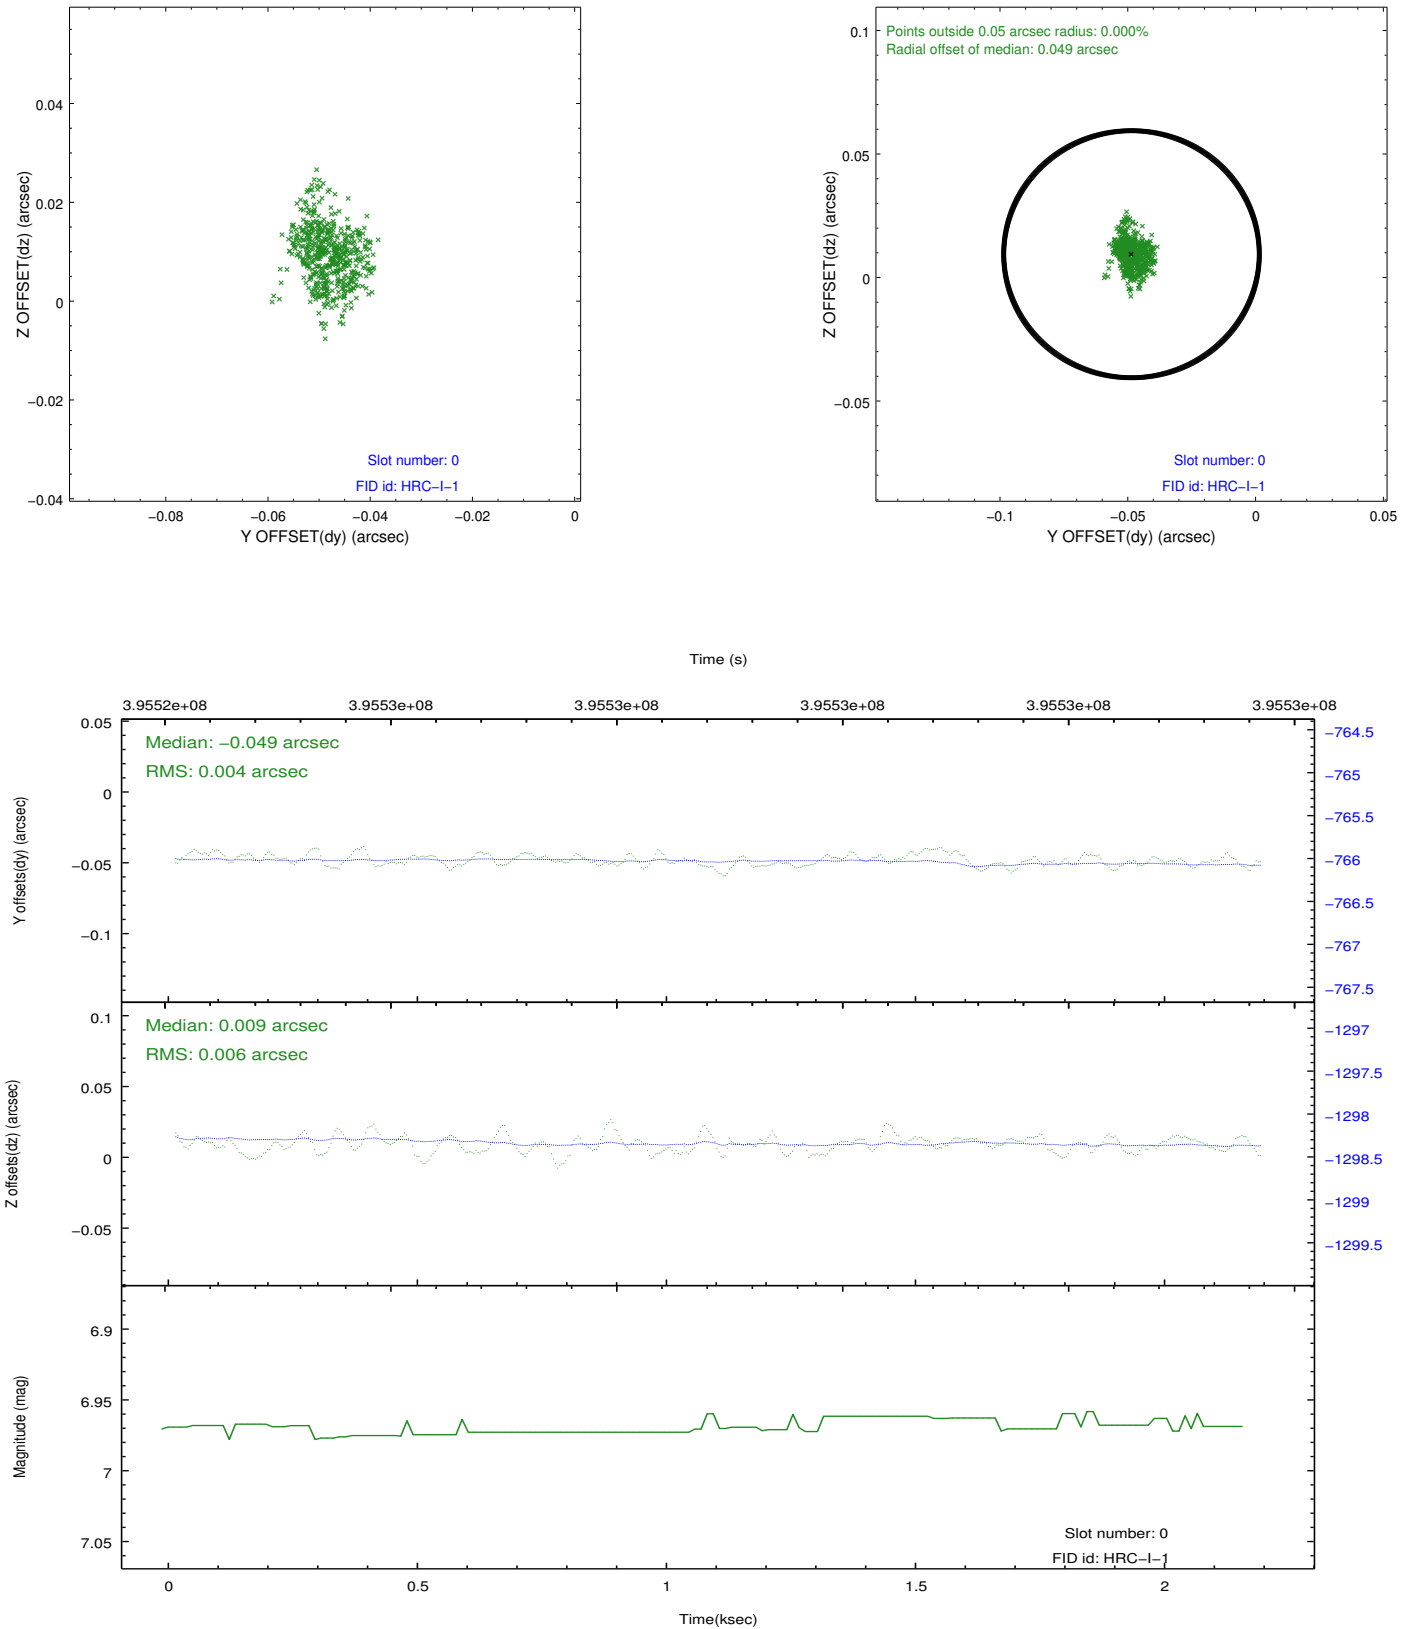 0.04
0.02
0
−0.02
−0.04
Z OFFSET(dz) (arcsec)
Slot number: 0
FID id: HRC−I−1
−0.08 −0.06 −0.04 −0.02 0
Y OFFSET(dy) (arcsec)
Points outside 0.05 arcsec radius: 0.000%
Radial offset of median: 0.049 arcsec
0.1
0.05
0
−0.05
Z OFFSET(dz) (arcsec)
Slot number: 0
FID id: HRC−I−1
−0.1 −0.05 0 0.05
Y OFFSET(dy) (arcsec)
Time (s)
3.9552e+08 3.9553e+08 3.9553e+08 3.9553e+08 3.9553e+08 3.9553e+08
Median: −0.049 arcsec
RMS: 0.004 arcsec
0.05
0
−0.05
−0.1
Y offsets(dy) (arcsec)
−764.5
−765
−765.5
−766
−766.5
−767
−767.5
Median: 0.009 arcsec
RMS: 0.006 arcsec
0.1
0.05
0
−0.05
Z offsets(dz) (arcsec)
−1297
−1297.5
−1298
−1298.5
−1299
−1299.5
6.9
6.95
7
7.05
Magnitude (mag)
Slot number: 0
FID id: HRC−I−1
0 0.5 1 1.5 2
Time(ksec)